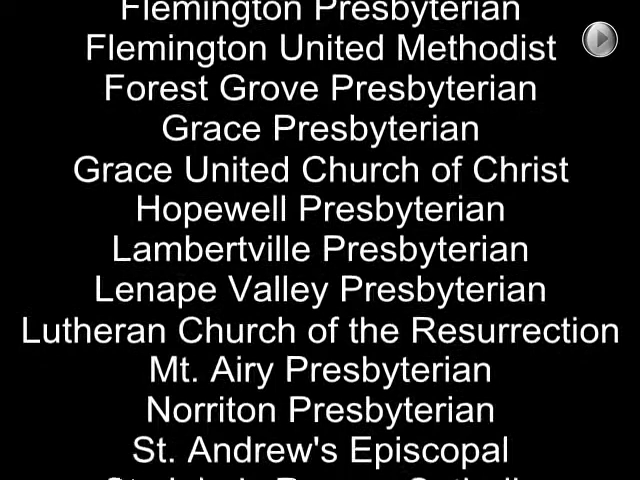 Flemington Presbyterian
Flemington United Methodist
Forest Grove Presbyterian
Grace Presbyterian
Grace United Church of Christ
Hopewell Presbyterian
Lambertville Presbyterian
Lenape Valley Presbyterian
Lutheran Church of the Resurrection
Mt. Airy Presbyterian
Norriton Presbyterian
St. Andrew's Episcopal